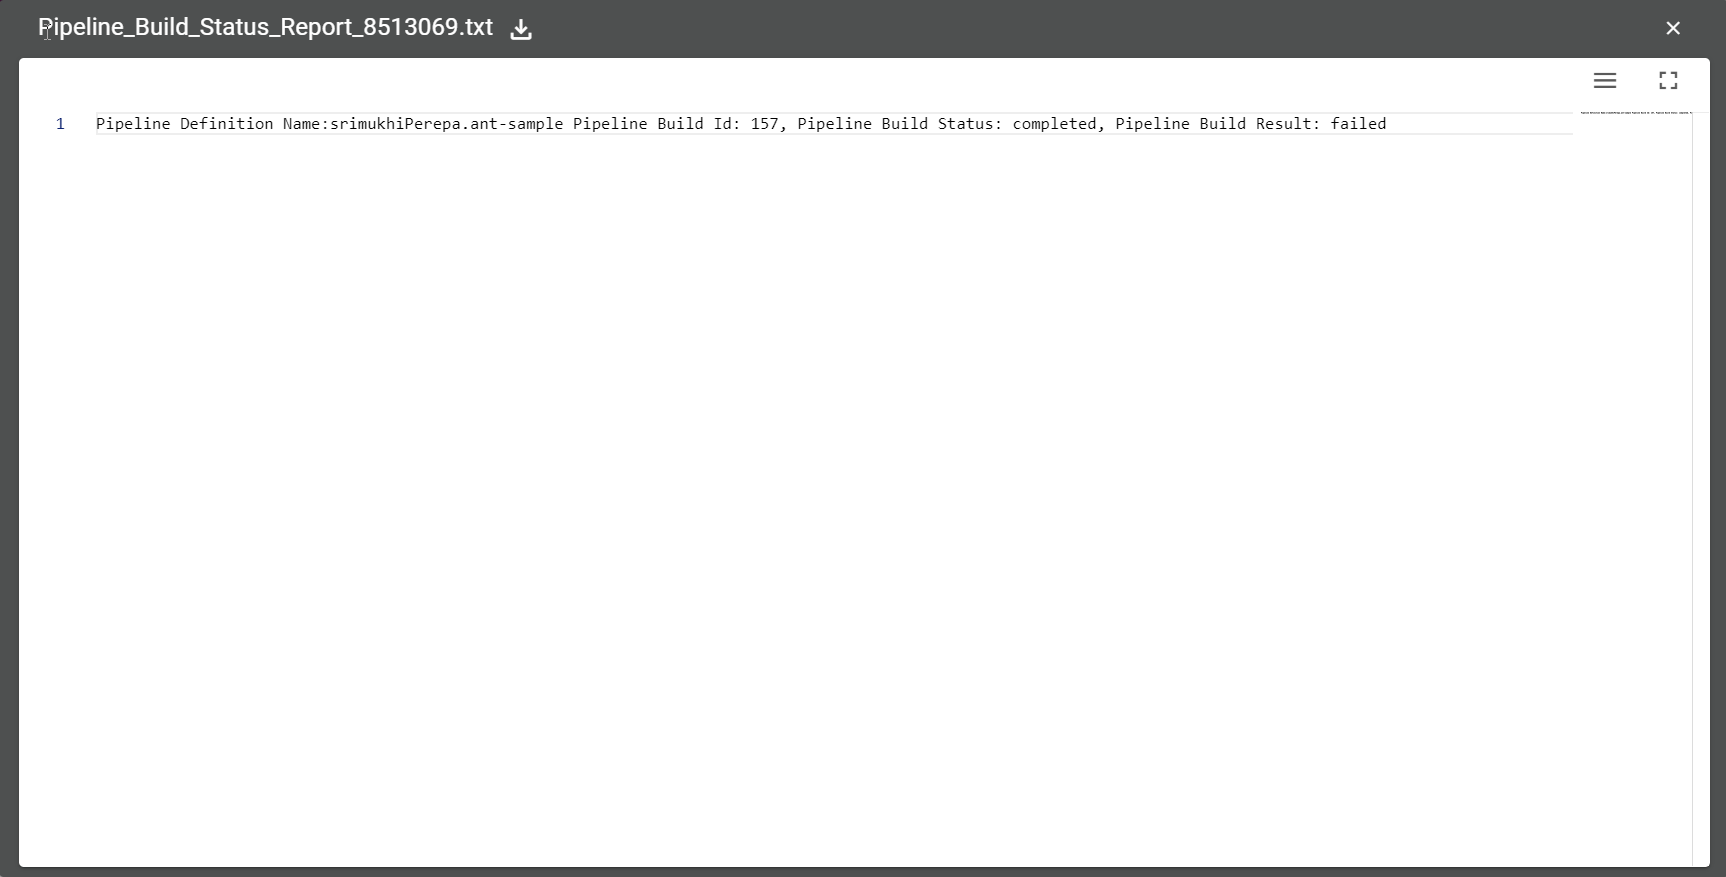 Pipeline_Build_Status_Report_8513069.txt
1 Pipeline Definition Name:srimukhiPerepa.ant-sample Pipeline Build Id: 157, Pipeline Build Status: completed, Pipeline Build Result: failed